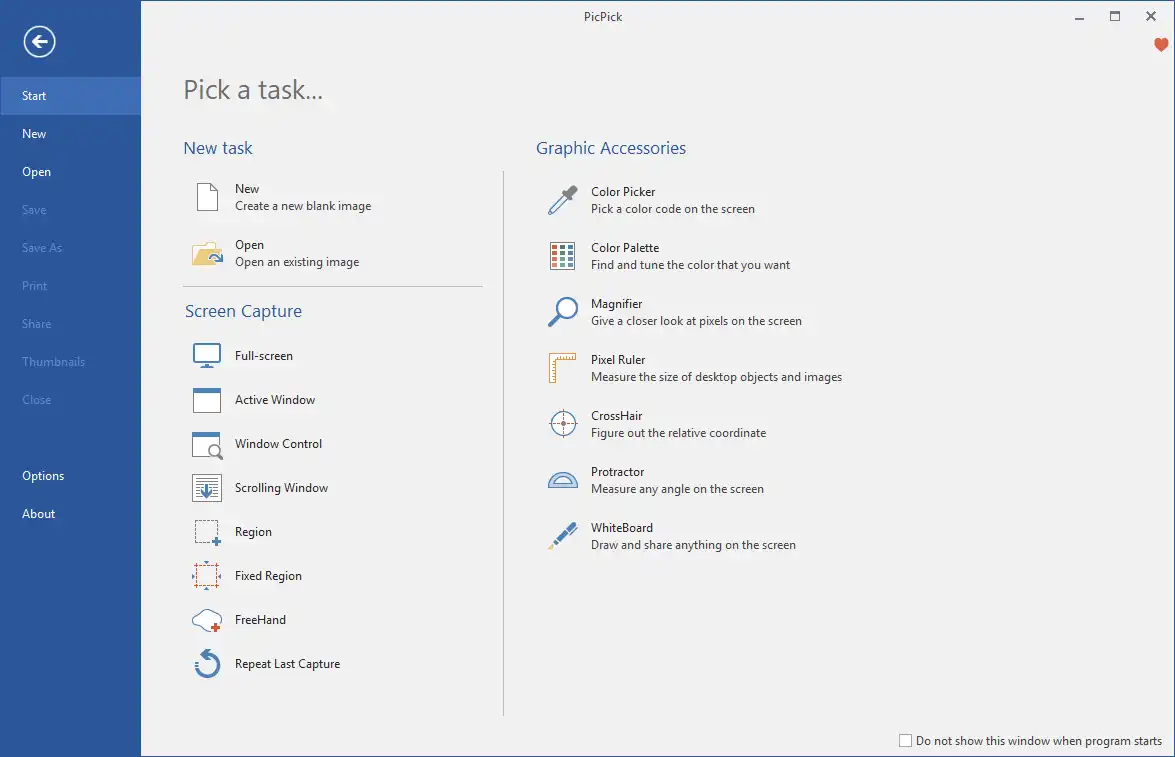 PicPick
Start
New
Open
Save
Save As
Print
Share
Thumbnails
Close
Options
About
Pick a task...
New task
New
Create a new blank image
Open
Open an existing image
Screen Capture
Full-screen
Active Window
Window Control
Scrolling Window
Region
Fixed Region
FreeHand
Repeat Last Capture
Graphic Accessories
Color Picker
Pick a color code on the screen
Color Palette
Find and tune the color that you want
Magnifier
Give a closer look at pixels on the screen
Pixel Ruler
Measure the size of desktop objects and images
CrossHair
Figure out the relative coordinate
Protractor
Measure any angle on the screen
WhiteBoard
Draw and share anything on the screen
Do not show this window when program starts